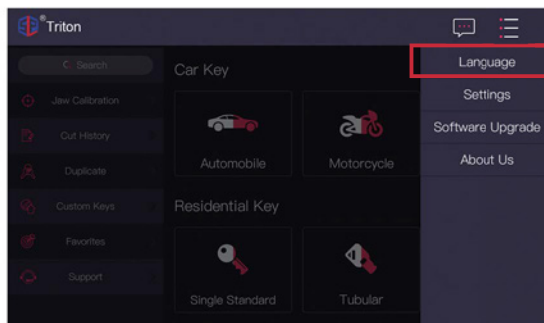 Triton
Search
Jaw Calibration
Cut History
Duplicate
Custom Keys
Favorites
Support
Car Key
Automobile
Motorcycle
Residential Key
Single Standard
Tubular
Language
Settings
Software Upgrade
About Us